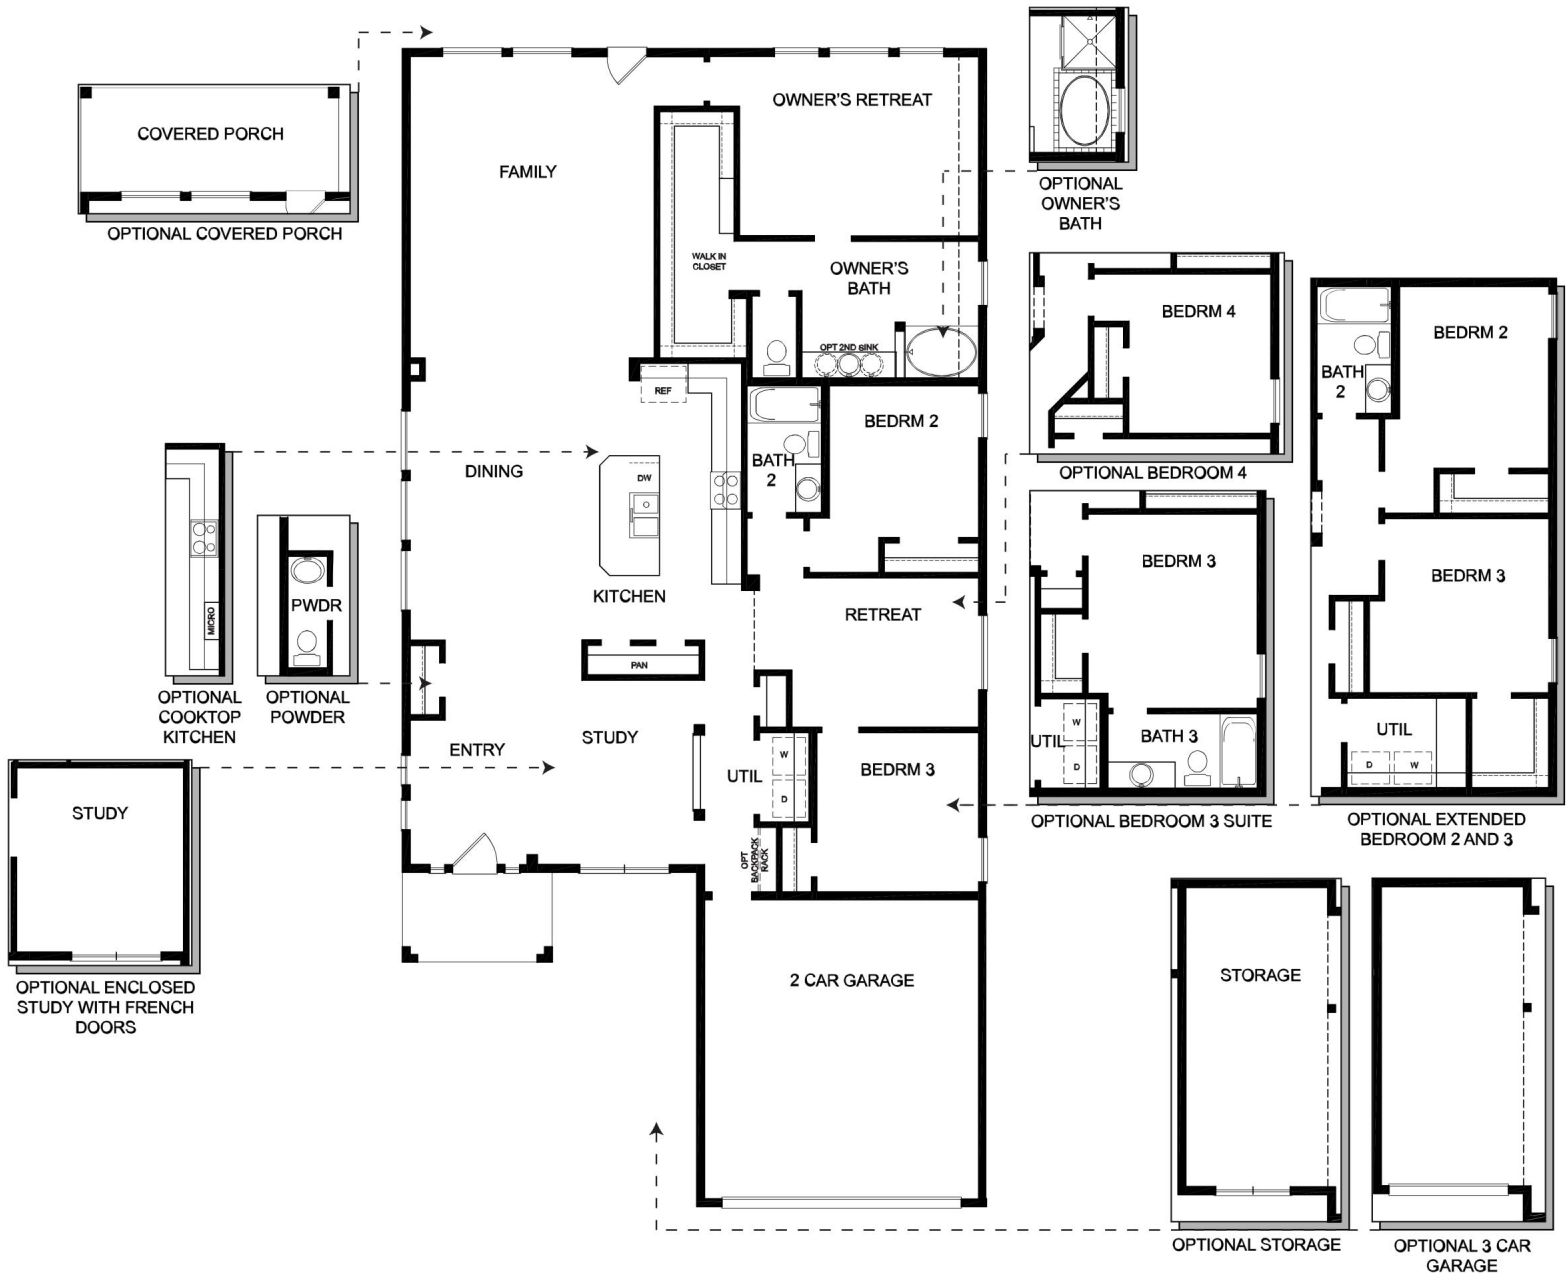 COVERED PORCH
OPTIONAL COVERED PORCH
FAMILY
OWNER'S RETREAT
WALK IN
CLOSET
OWNER'S
BATH
OPT 2ND SINK
OPTIONAL
OWNER'S
BATH
REF
DW
DINING
KITCHEN
PAN
BATH
2
BEDRM 2
RETREAT
BEDRM 3
UTIL
W
D
OPT
BACKPACK
RACK
STUDY
ENTRY
2 CAR GARAGE
MICRO
OPTIONAL
COOKTOP
KITCHEN
PWDR
OPTIONAL
POWDER
STUDY
OPTIONAL ENCLOSED
STUDY WITH FRENCH
DOORS
BEDRM 4
OPTIONAL BEDROOM 4
BEDRM 3
UTIL
W
D
BATH 3
OPTIONAL BEDROOM 3 SUITE
BEDRM 2
BATH
2
BEDRM 3
UTIL
D
W
OPTIONAL EXTENDED
BEDROOM 2 AND 3
STORAGE
OPTIONAL STORAGE
OPTIONAL 3 CAR
GARAGE